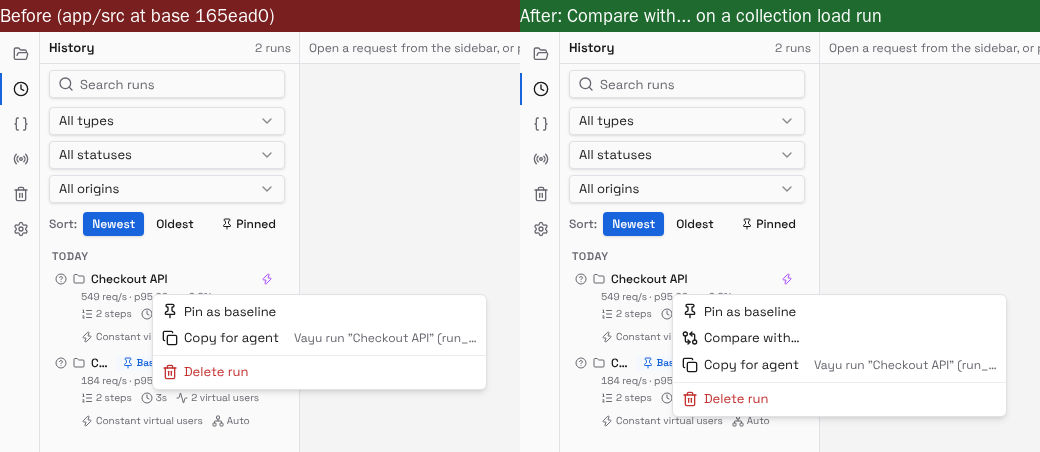 Before (app/src at base 165ead0)
History
2 runs
Open a request from the sidebar, or p
Search runs
All types
All statuses
All origins
Sort:
Newest
Oldest
Pinned
TODAY
Checkout API
549 req/s · p95
2 steps
Constant vi
Pin as baseline
Copy for agent
Vayu run "Checkout API" (run_...
Delete run
C...
Bas
184 req/s · p95
2 steps
3s
2 virtual users
Constant virtual users
Auto
After: Compare with... on a collection load run
History
2 runs
Open a request from the sidebar, or p
Search runs
All types
All statuses
All origins
Sort:
Newest
Oldest
Pinned
TODAY
Checkout API
549 req/s · p95
2 steps
Constant vi
Pin as baseline
Compare with...
Copy for agent
Vayu run "Checkout API" (run_...
Delete run
C...
Bas
184 req/s · p95
2 steps
Constant virtual users
Auto